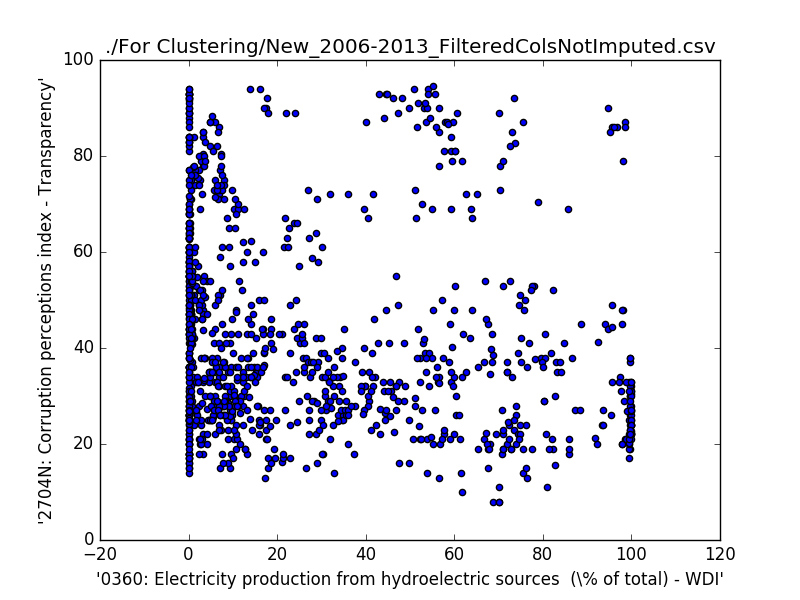 ./For Clustering/New_2006-2013_FilteredColsNotImputed.csv
'2704N: Corruption perceptions index - Transparency'
100
80
60
40
20
0
−20 0 20 40 60 80 100 120
'0360: Electricity production from hydroelectric sources  (\% of total) - WDI'